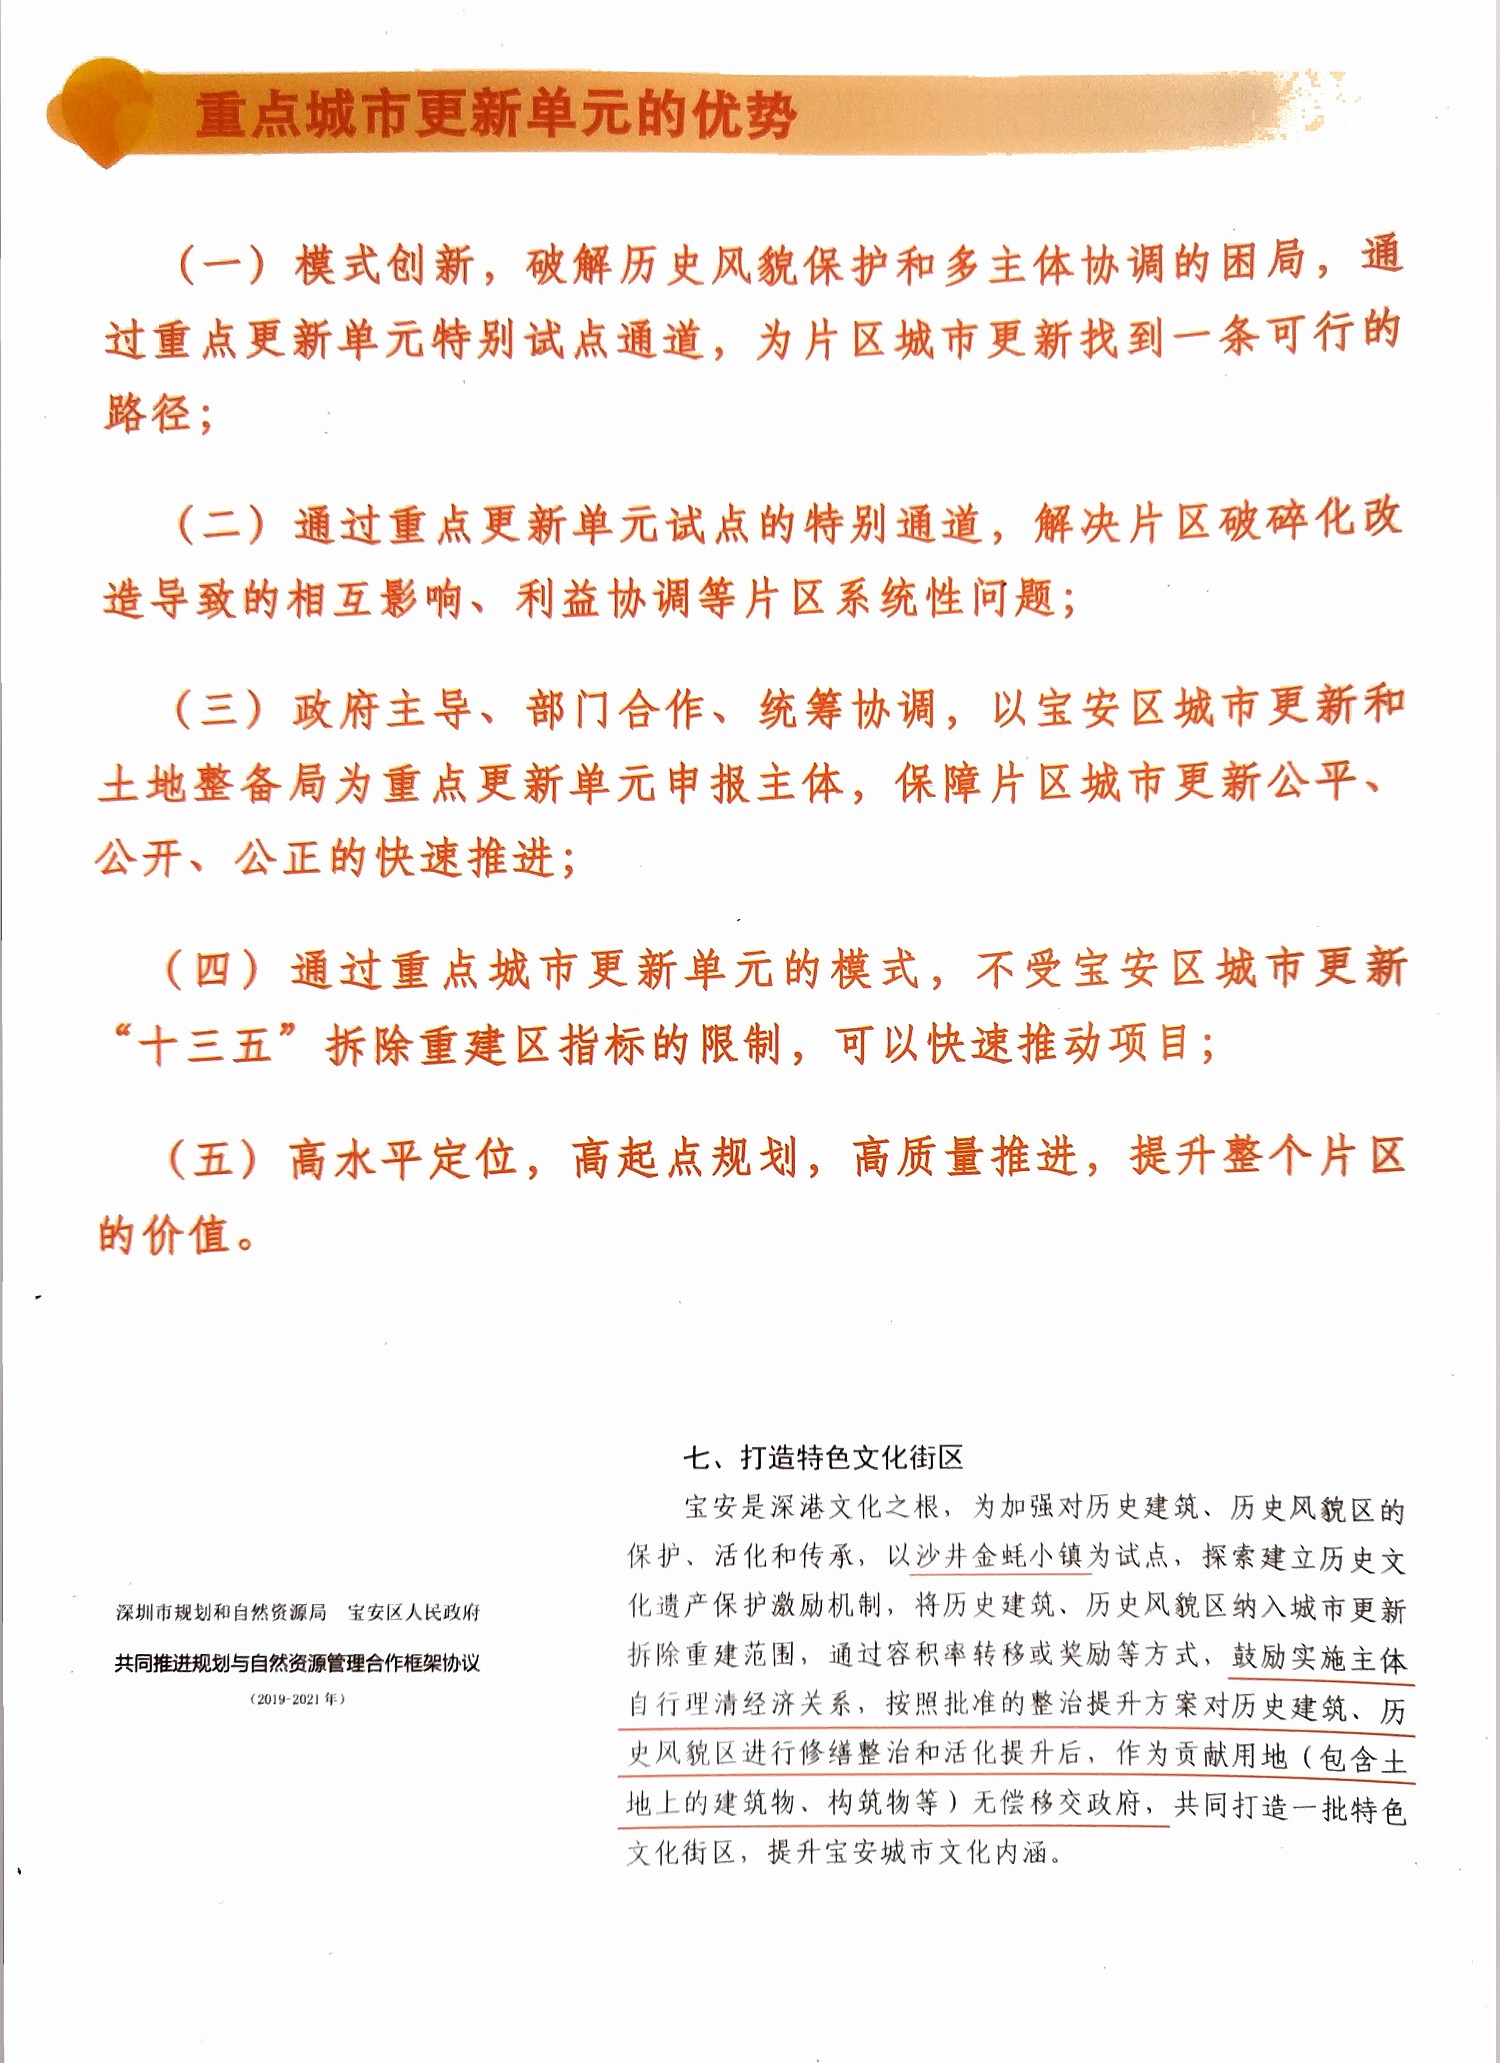 重点城市更新单元的优势
（一）模式创新，破解历史风貌保护和多主体协调的困局，通
过重点更新单元特别试点通道，为片区城市更新找到一条可行的
路径；
（二）通过重点更新单元试点的特别通道，解决片区破碎化改
造导致的相互影响、利益协调等片区系统性问题；
（三）政府主导、部门合作、统筹协调，以宝安区城市更新和
土地整备局为重点更新单元申报主体，保障片区城市更新公平、
公开、公正的快速推进；
（四）通过重点城市更新单元的模式，不受宝安区城市更新
“十三五”拆除重建区指标的限制，可以快速推动项目；
（五）高水平定位，高起点规划，高质量推进，提升整个片区
的价值。
深圳市规划和自然资源局　宝安区人民政府
共同推进规划与自然资源管理合作框架协议
（2019-2021年）
七、打造特色文化街区
宝安是深港文化之根，为加强对历史建筑、历史风貌区的
保护、活化和传承，以沙井金蚝小镇为试点，探索建立历史文
化遗产保护激励机制，将历史建筑、历史风貌区纳入城市更新
拆除重建范围，通过容积率转移或奖励等方式，鼓励实施主体
自行理清经济关系，按照批准的整治提升方案对历史建筑、历
史风貌区进行修缮整治和活化提升后，作为贡献用地（包含土
地上的建筑物、构筑物等）无偿移交政府，共同打造一批特色
文化街区，提升宝安城市文化内涵。